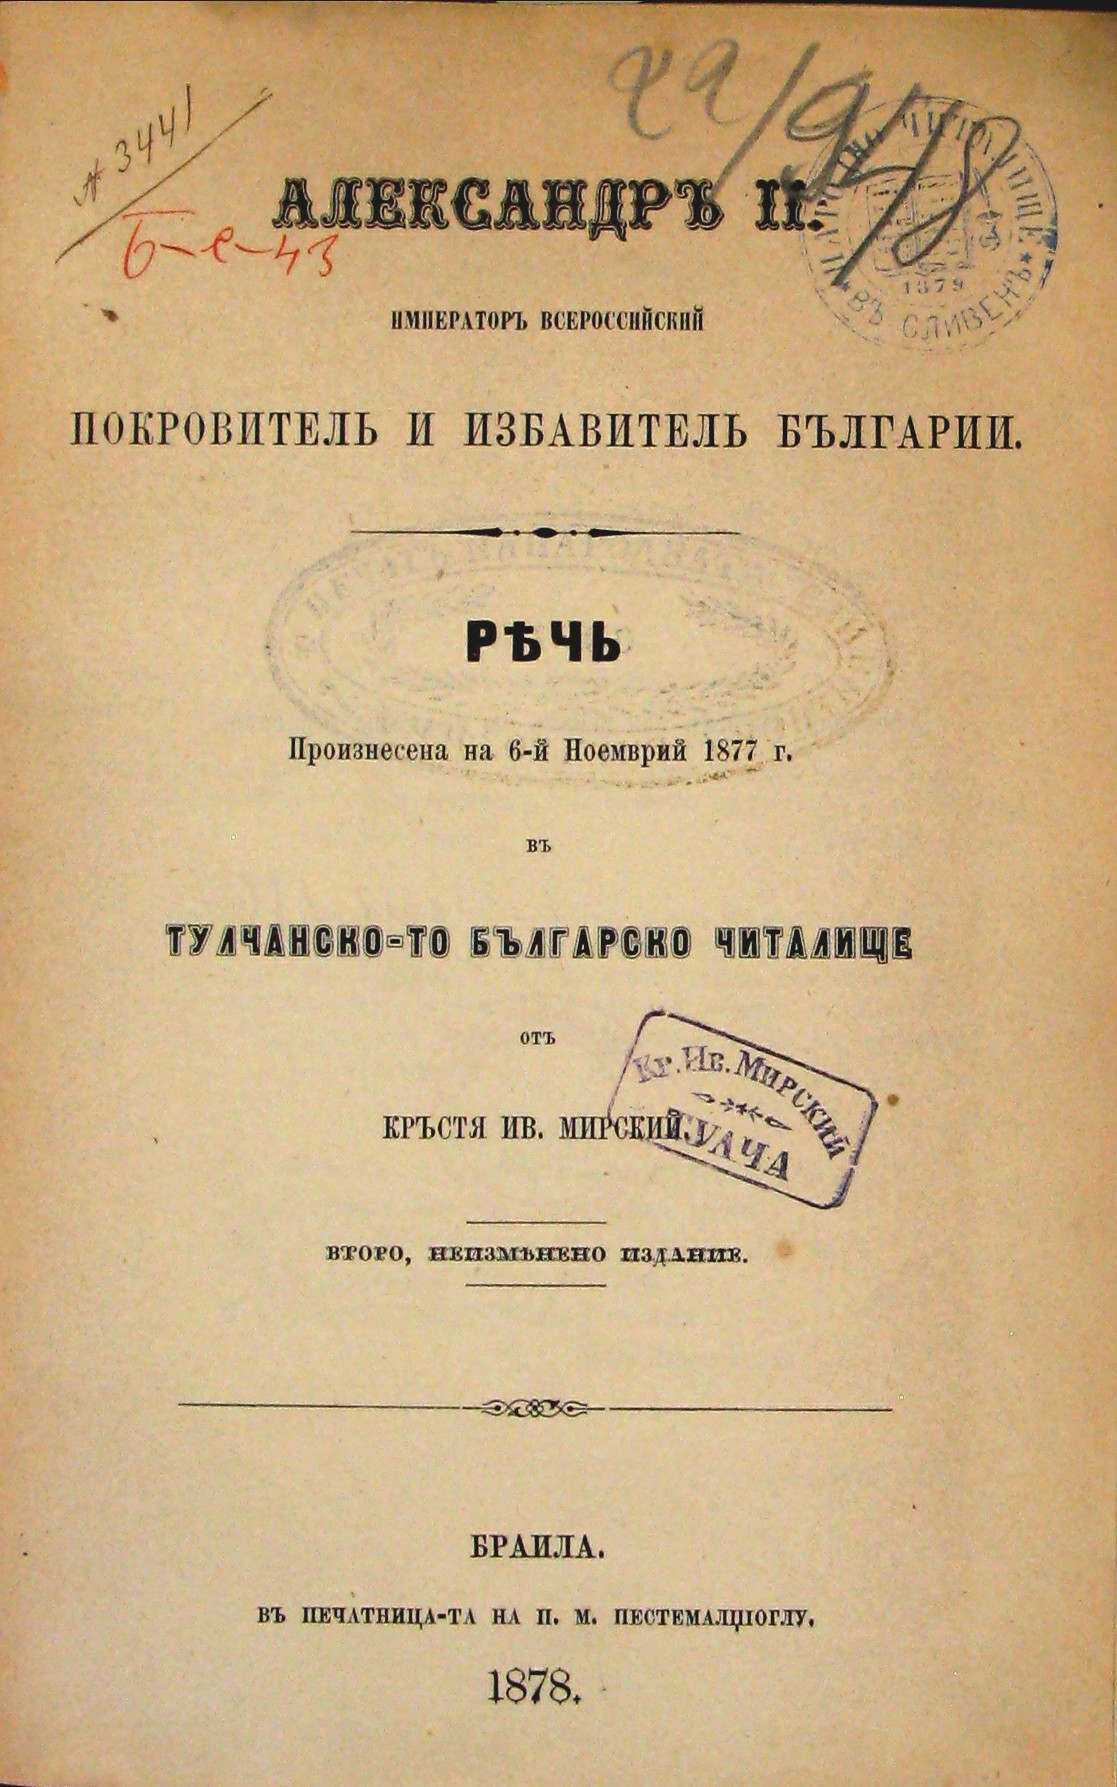 № 3441
Б-е-43
АЛЕКСАНДРЪ II.
ИМПЕРАТОРЪ ВСЕРОССИЙСКИЙ
ПОКРОВИТЕЛЬ И ИЗБАВИТЕЛЬ БЪЛГАРИИ.
ЧИТАЛИЩЕ
1879
ВЪ СЛИВЕНЪ
РѢЧЬ
Произнесена на 6-й Ноемврий 1877 г.
въ
ТУЛЧАНСКО-ТО БЪЛГАРСКО ЧИТАЛИЩЕ
отъ
КРЪСТЯ ИВ. МИРСКИЙ.
Кр. Ив. Мирский
ВТОРО, НЕИЗМѢНЕНО ИЗДАНИЕ.
БРАИЛА.
ВЪ ПЕЧАТНИЦА-ТА НА П. М. ПЕСТЕМАЛЏІОГЛУ.
1878.